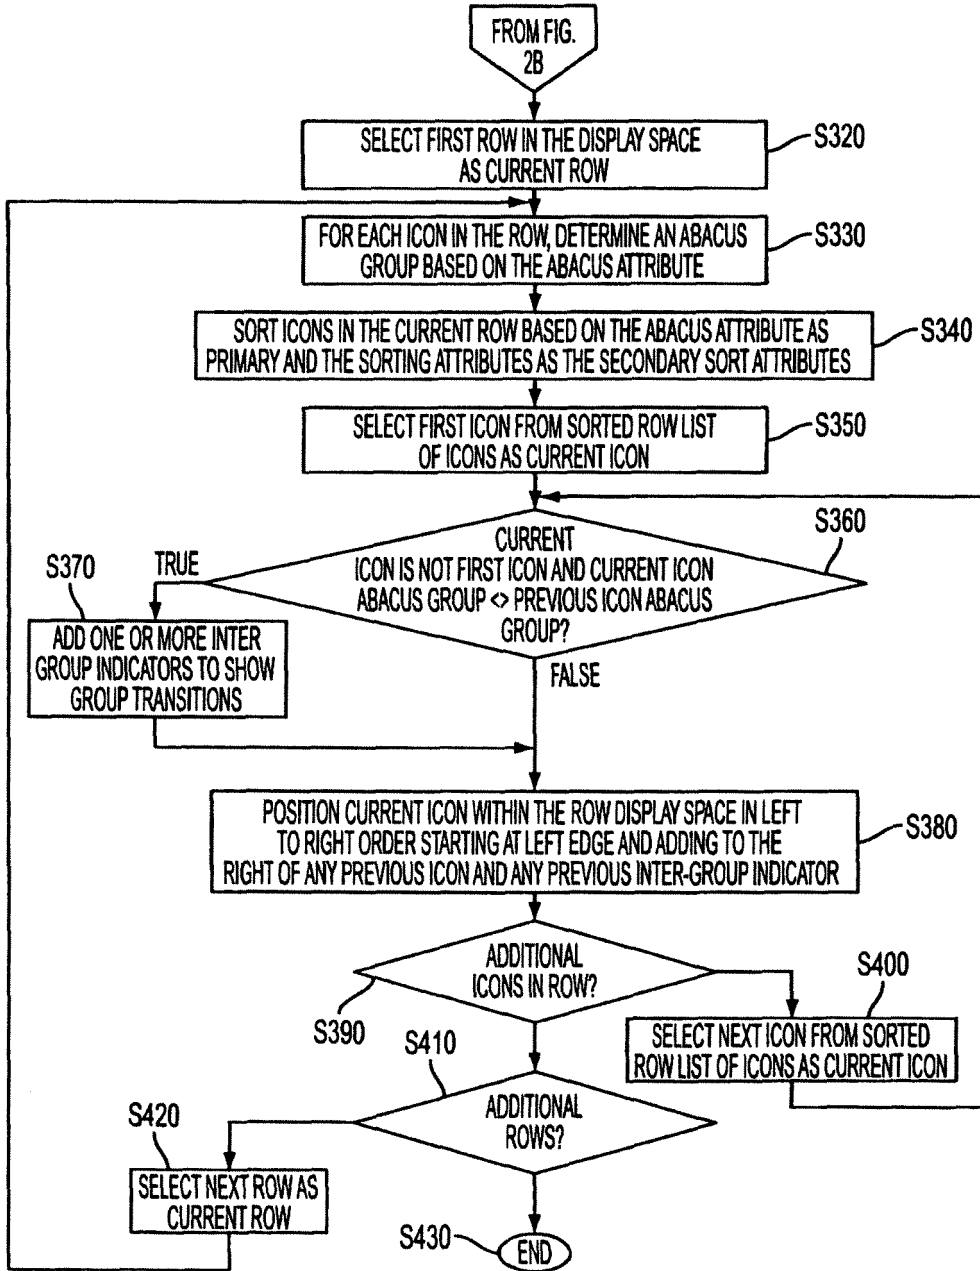 FROM FIG.
2B
SELECT FIRST ROW IN THE DISPLAY SPACE
AS CURRENT ROW
S320
FOR EACH ICON IN THE ROW, DETERMINE AN ABACUS
GROUP BASED ON THE ABACUS ATTRIBUTE
S330
SORT ICONS IN THE CURRENT ROW BASED ON THE ABACUS ATTRIBUTE AS
PRIMARY AND THE SORTING ATTRIBUTES AS THE SECONDARY SORT ATTRIBUTES
S340
SELECT FIRST ICON FROM SORTED ROW LIST
OF ICONS AS CURRENT ICON
S350
CURRENT
ICON IS NOT FIRST ICON AND CURRENT ICON
ABACUS GROUP <> PREVIOUS ICON ABACUS
GROUP?
S360
TRUE
S370
ADD ONE OR MORE INTER
GROUP INDICATORS TO SHOW
GROUP TRANSITIONS
FALSE
POSITION CURRENT ICON WITHIN THE ROW DISPLAY SPACE IN LEFT
TO RIGHT ORDER STARTING AT LEFT EDGE AND ADDING TO THE
RIGHT OF ANY PREVIOUS ICON AND ANY PREVIOUS INTER-GROUP INDICATOR
S380
ADDITIONAL
ICONS IN ROW?
S390
S400
SELECT NEXT ICON FROM SORTED
ROW LIST OF ICONS AS CURRENT ICON
S410
ADDITIONAL
ROWS?
S420
SELECT NEXT ROW AS
CURRENT ROW
S430
END